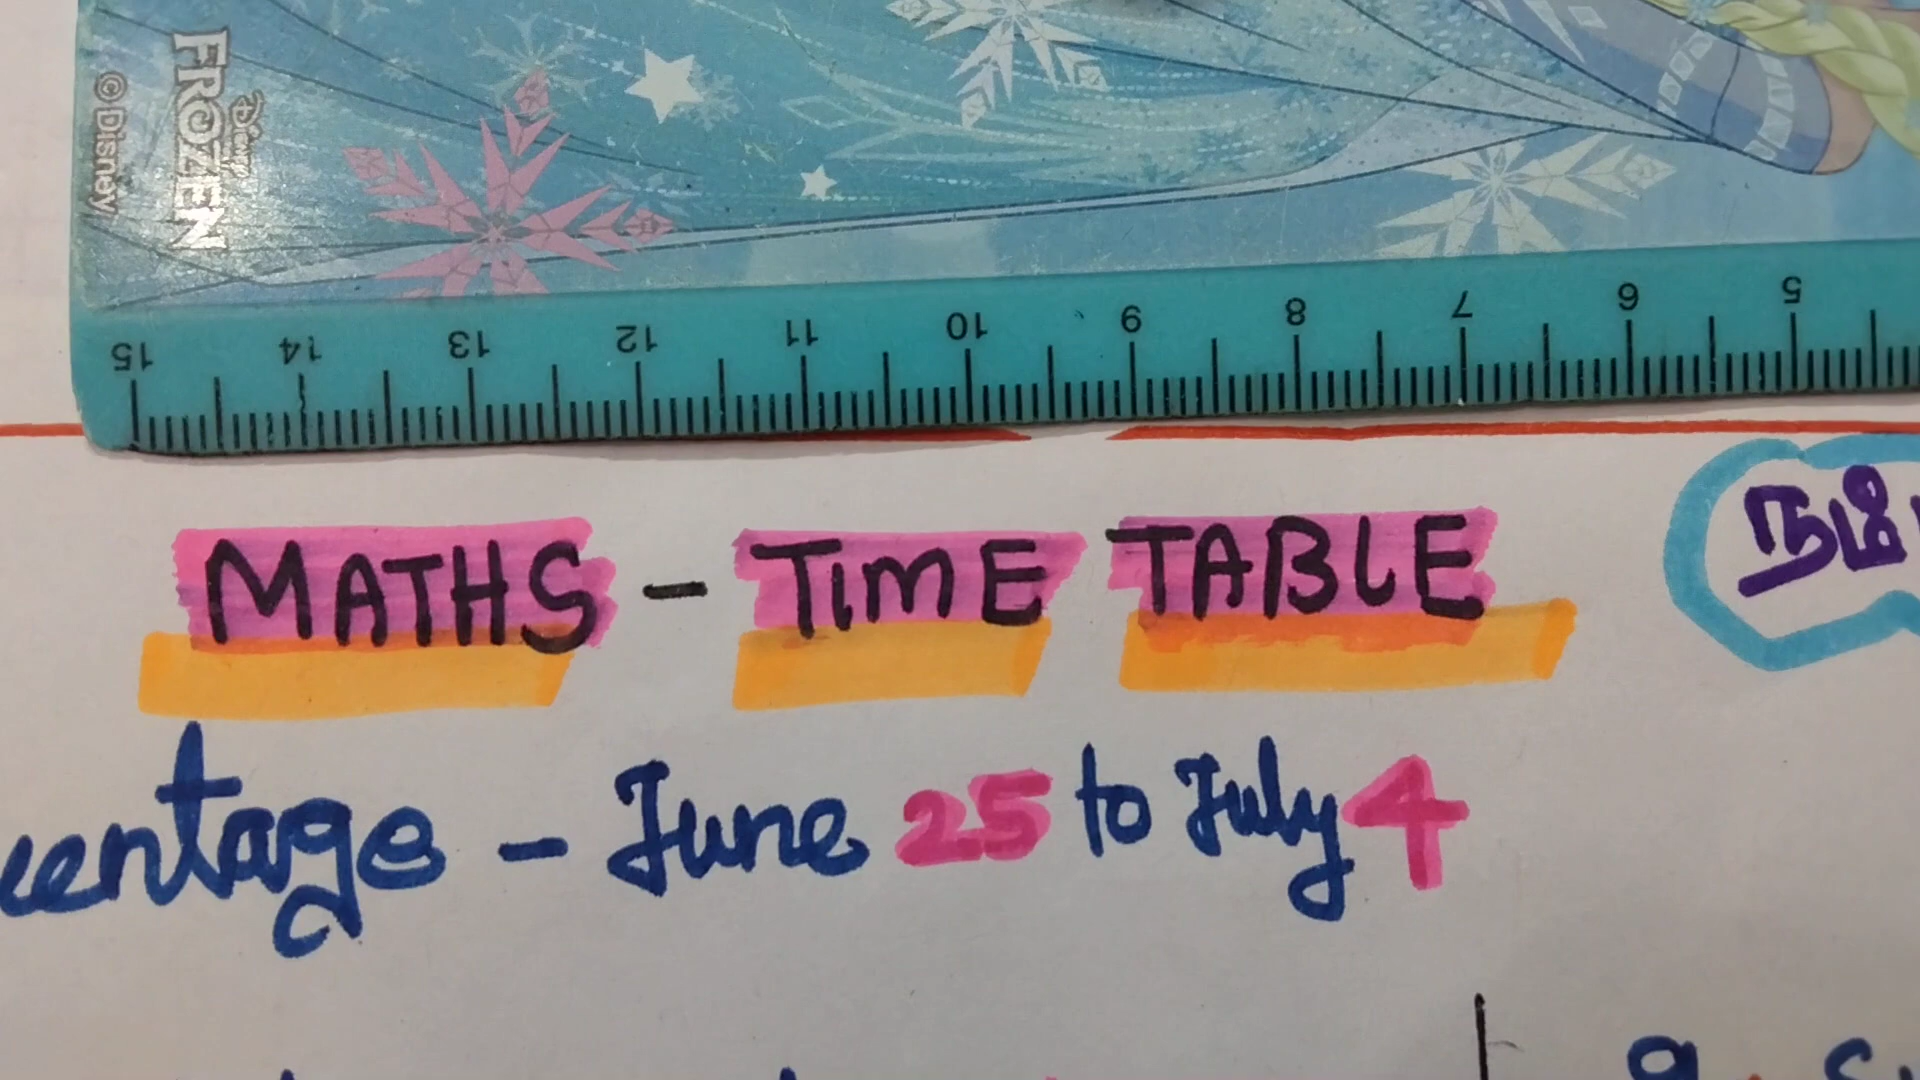 © Disney
Disney
FROZEN
15 14 13 12 11 10 9 8 7 6 5
MATHS - TIME TABLE
- June 25 to July 4